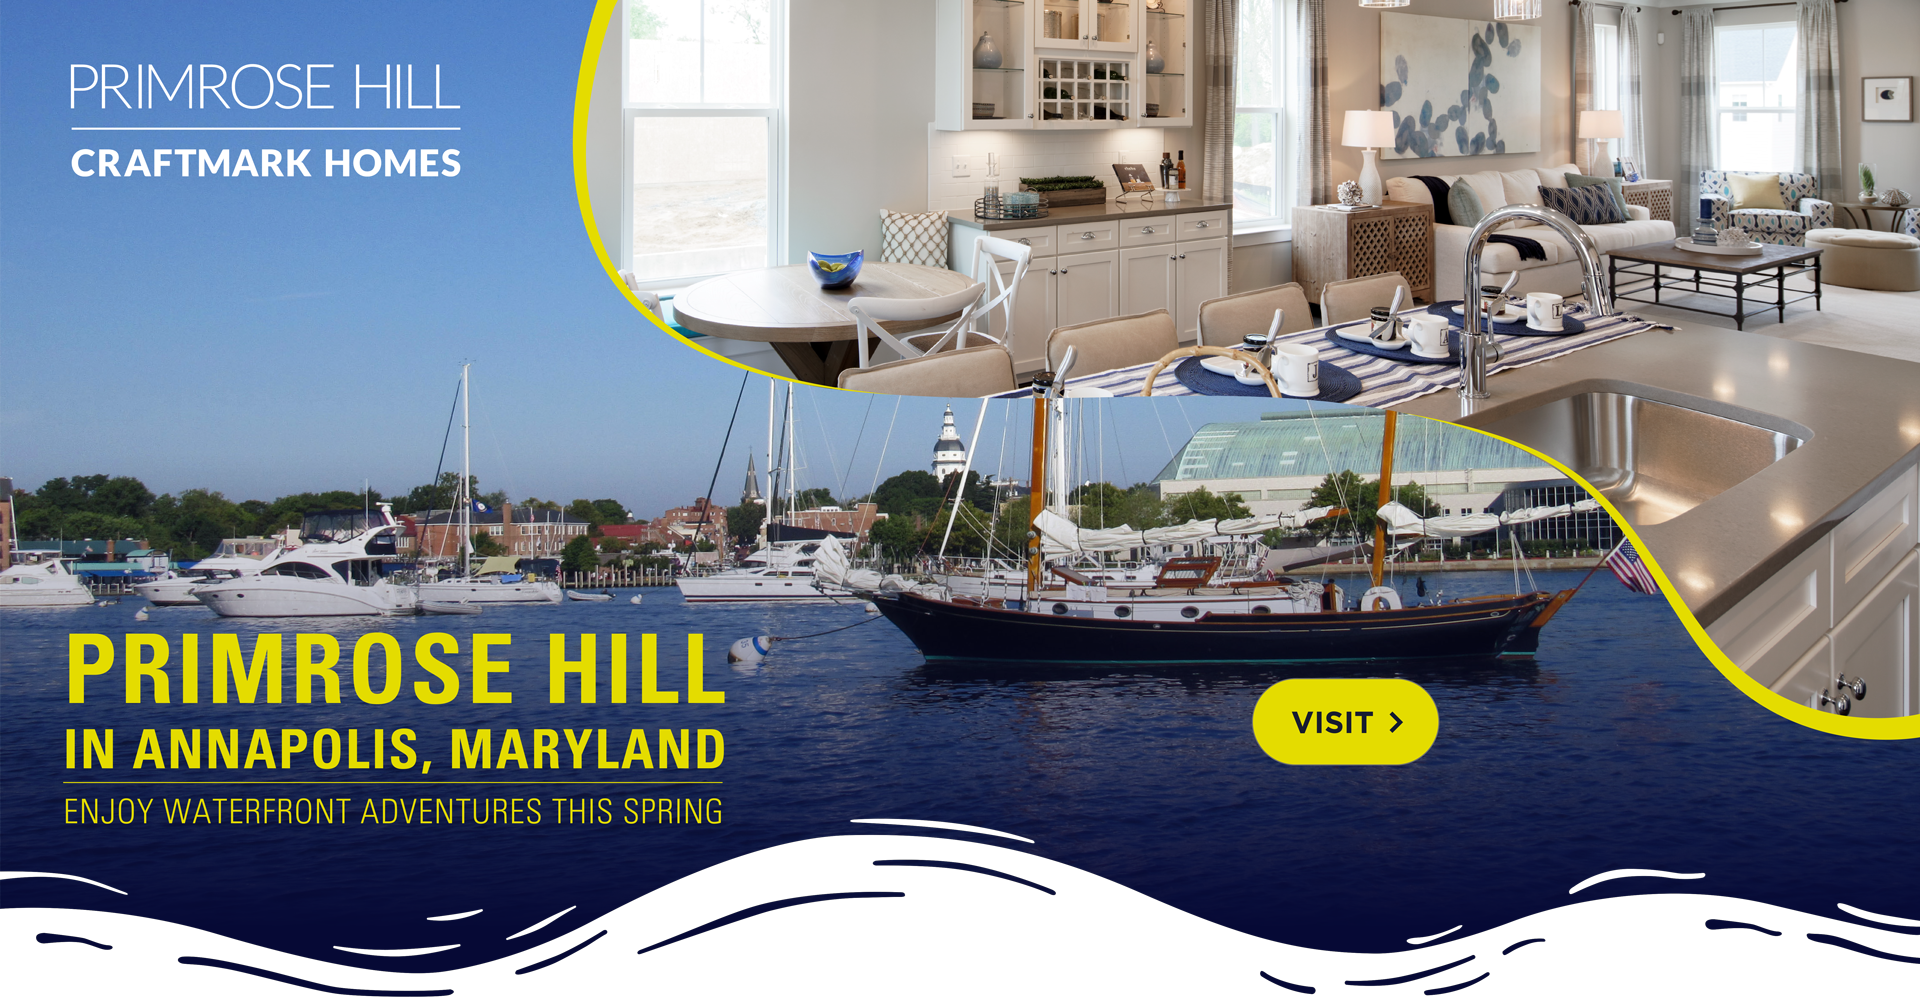 PRIMROSE HILL
CRAFTMARK HOMES
PRIMROSE HILL
IN ANNAPOLIS, MARYLAND
ENJOY WATERFRONT ADVENTURES THIS SPRING
VISIT >